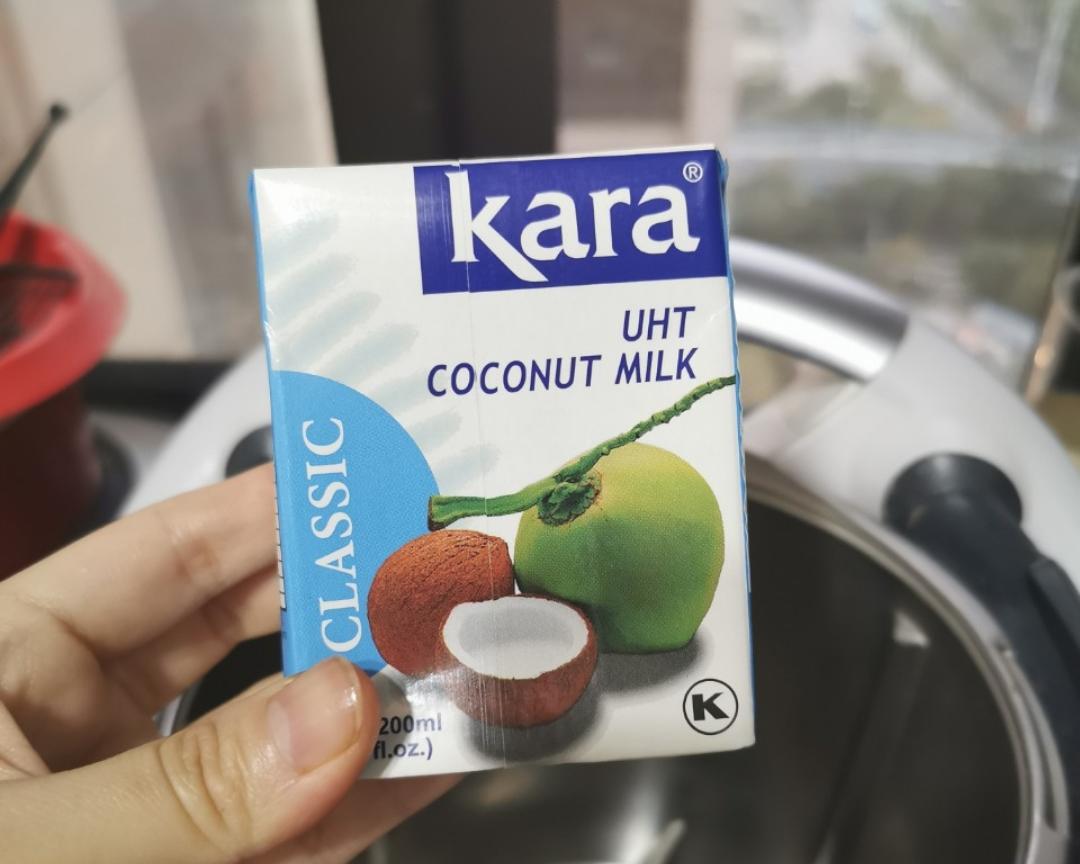 kara®
UHT
COCONUT MILK
CLASSIC
200ml
fl.oz.)
K